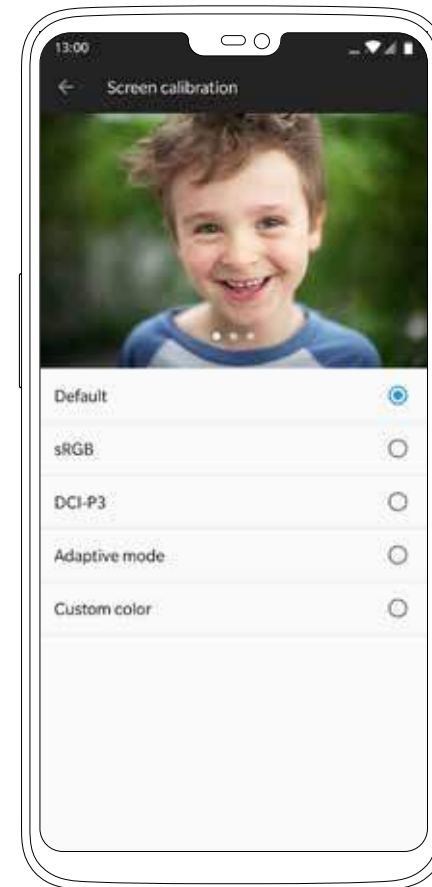 13:00
Screen calibration
Default
sRGB
DCI-P3
Adaptive mode
Custom color